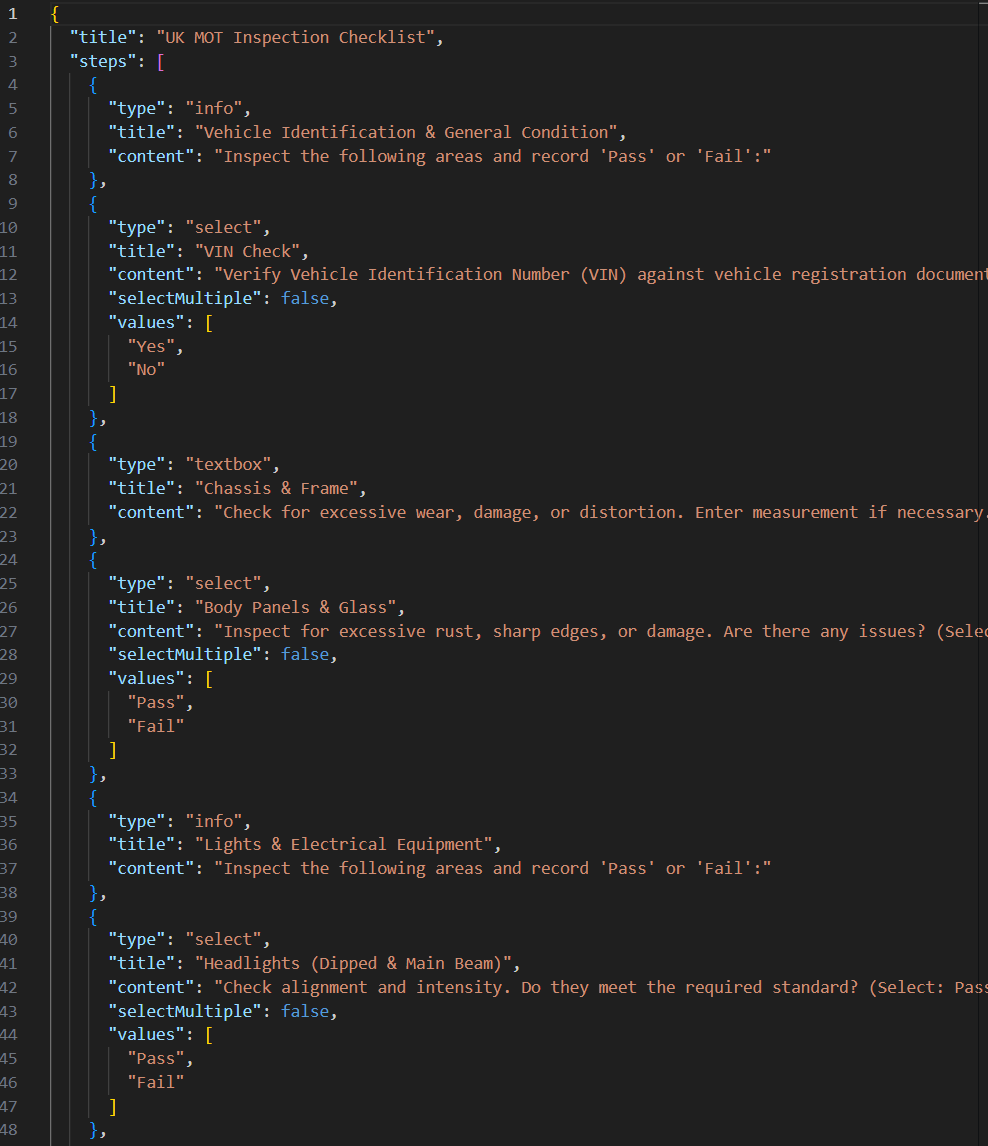 1 {
2 "title": "UK MOT Inspection Checklist",
3 "steps": [
4 {
5 "type": "info",
6 "title": "Vehicle Identification & General Condition",
7 "content": "Inspect the following areas and record 'Pass' or 'Fail':"
8 },
9 {
10 "type": "select",
11 "title": "VIN Check",
12 "content": "Verify Vehicle Identification Number (VIN) against vehicle registration document
13 "selectMultiple": false,
14 "values": [
15 "Yes",
16 "No"
17 ]
18 },
19 {
20 "type": "textbox",
21 "title": "Chassis & Frame",
22 "content": "Check for excessive wear, damage, or distortion. Enter measurement if necessary.
23 },
24 {
25 "type": "select",
26 "title": "Body Panels & Glass",
27 "content": "Inspect for excessive rust, sharp edges, or damage. Are there any issues? (Selec
28 "selectMultiple": false,
29 "values": [
30 "Pass",
31 "Fail"
32 ]
33 },
34 {
35 "type": "info",
36 "title": "Lights & Electrical Equipment",
37 "content": "Inspect the following areas and record 'Pass' or 'Fail':"
38 },
39 {
40 "type": "select",
41 "title": "Headlights (Dipped & Main Beam)",
42 "content": "Check alignment and intensity. Do they meet the required standard? (Select: Pass
43 "selectMultiple": false,
44 "values": [
45 "Pass",
46 "Fail"
47 ]
48 },